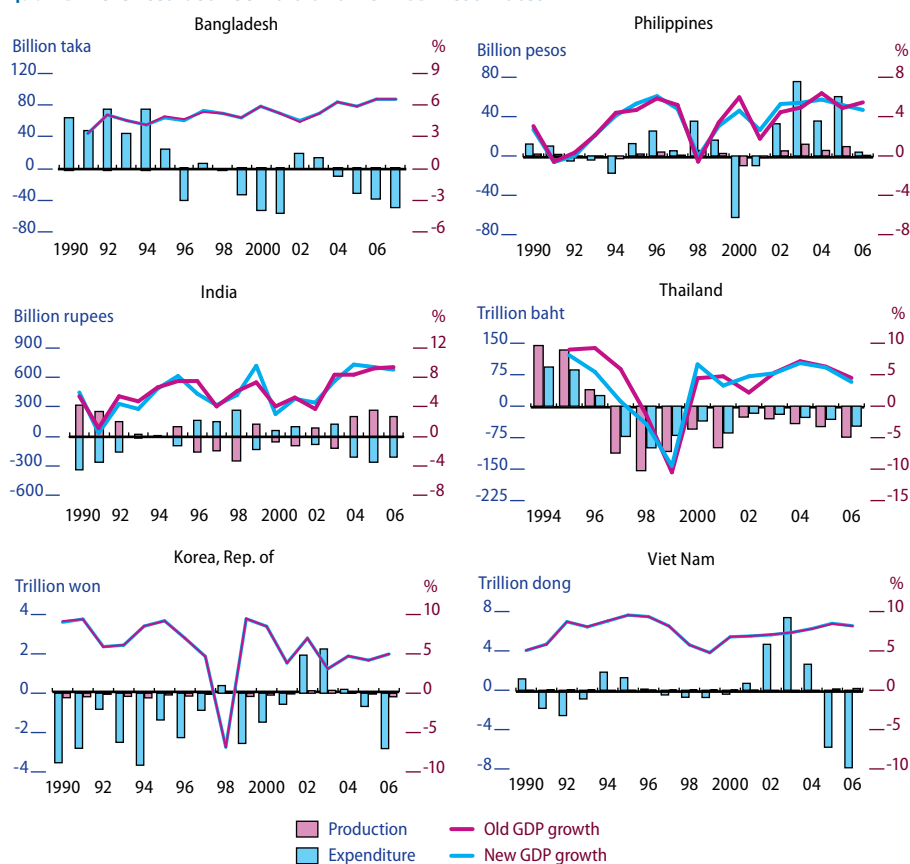 Bangladesh
Billion taka %
120 9
80 6
40 3
0 0
-40 -3
-80 -6
1990 92 94 96 98 2000 02 04 06
Philippines
Billion pesos %
80 8
40 4
0 0
-40 -4
-80 -8
1990 92 94 96 98 2000 02 04 06
India
Billion rupees %
900 12
600 8
300 4
0 0
-300 -4
-600 -8
1990 92 94 96 98 2000 02 04 06
Thailand
Trillion baht %
150 10
75 5
0 0
-75 -5
-150 -10
-225 -15
1994 96 98 2000 02 04 06
Korea, Rep. of
Trillion won %
4 10
2 5
0 0
-2 -5
-4 -10
1990 92 94 96 98 2000 02 04 06
Viet Nam
Trillion dong %
8 10
4 5
0 0
-4 -5
-8 -10
1990 92 94 96 98 2000 02 04 06
Production Old GDP growth
Expenditure New GDP growth